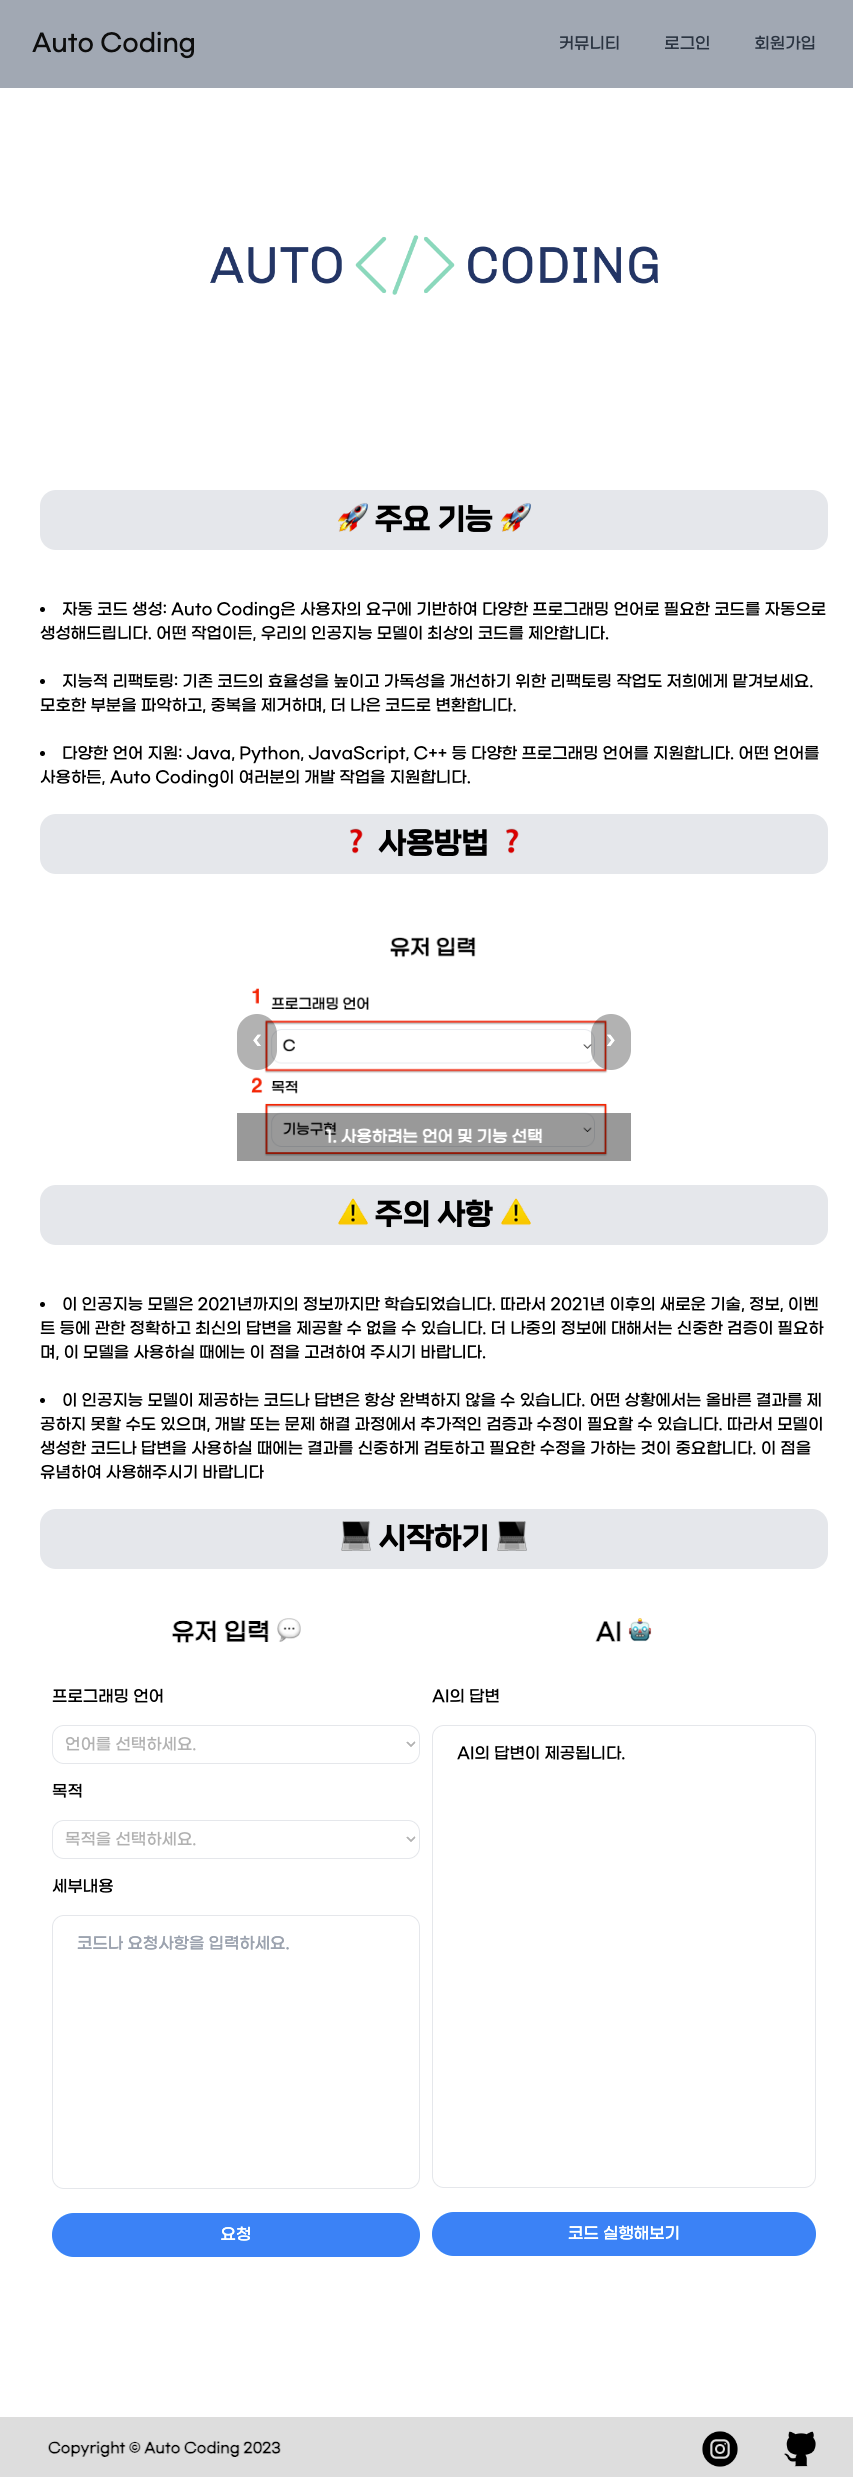 Auto Coding
커뮤니티 로그인 회원가입
AUTO </> CODING
🚀 주요 기능 🚀
• 자동 코드 생성: Auto Coding은 사용자의 요구에 기반하여 다양한 프로그래밍 언어로 필요한 코드를 자동으로
생성해드립니다. 어떤 작업이든, 우리의 인공지능 모델이 최상의 코드를 제안합니다.
• 지능적 리팩토링: 기존 코드의 효율성을 높이고 가독성을 개선하기 위한 리팩토링 작업도 저희에게 맡겨보세요.
모호한 부분을 파악하고, 중복을 제거하며, 더 나은 코드로 변환합니다.
• 다양한 언어 지원: Java, Python, JavaScript, C++ 등 다양한 프로그래밍 언어를 지원합니다. 어떤 언어를
사용하든, Auto Coding이 여러분의 개발 작업을 지원합니다.
❓ 사용방법 ❓
유저 입력
1 프로그래밍 언어
‹ C ›
2 목적
기능구현
1. 사용하려는 언어 및 기능 선택
⚠️ 주의 사항 ⚠️
• 이 인공지능 모델은 2021년까지의 정보까지만 학습되었습니다. 따라서 2021년 이후의 새로운 기술, 정보, 이벤
트 등에 관한 정확하고 최신의 답변을 제공할 수 없을 수 있습니다. 더 나중의 정보에 대해서는 신중한 검증이 필요하
며, 이 모델을 사용하실 때에는 이 점을 고려하여 주시기 바랍니다.
• 이 인공지능 모델이 제공하는 코드나 답변은 항상 완벽하지 않을 수 있습니다. 어떤 상황에서는 올바른 결과를 제
공하지 못할 수도 있으며, 개발 또는 문제 해결 과정에서 추가적인 검증과 수정이 필요할 수 있습니다. 따라서 모델이
생성한 코드나 답변을 사용하실 때에는 결과를 신중하게 검토하고 필요한 수정을 가하는 것이 중요합니다. 이 점을
유념하여 사용해주시기 바랍니다
💻 시작하기 💻
유저 입력 💬
프로그래밍 언어
언어를 선택하세요.
목적
목적을 선택하세요.
세부내용
코드나 요청사항을 입력하세요.
요청
AI 🤖
AI의 답변
AI의 답변이 제공됩니다.
코드 실행해보기
Copyright © Auto Coding 2023